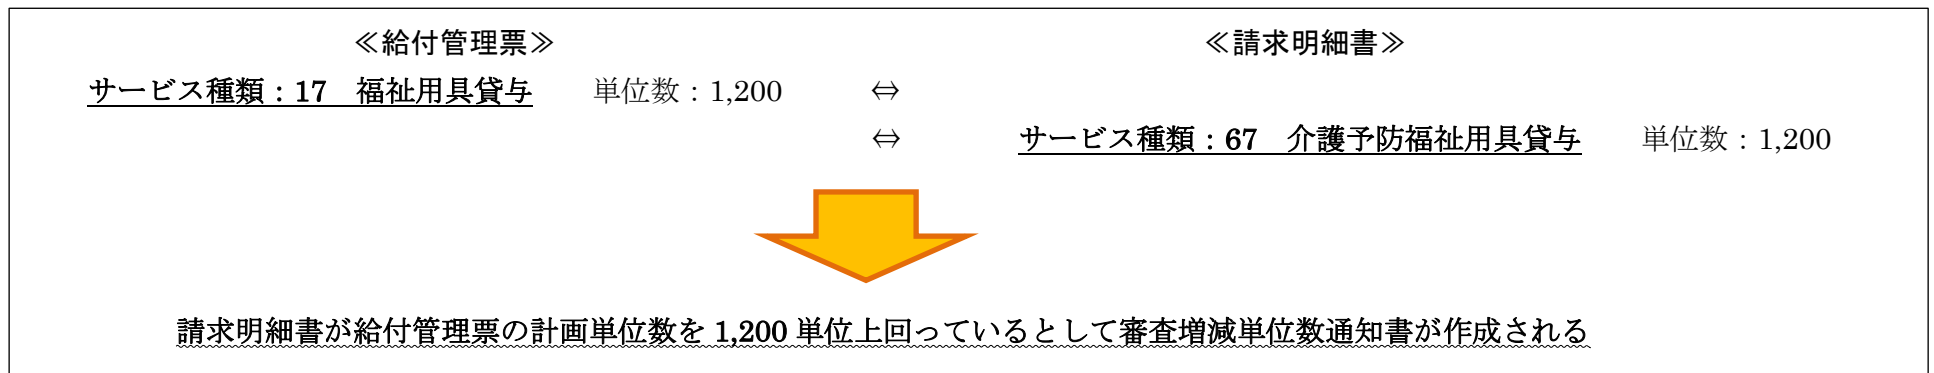 ≪給付管理票≫ ≪請求明細書≫
サービス種類：17　福祉用具貸与　　単位数：1,200　　⇔
⇔　　サービス種類：67　介護予防福祉用具貸与　　単位数：1,200
請求明細書が給付管理票の計画単位数を 1,200 単位上回っているとして審査増減単位数通知書が作成される